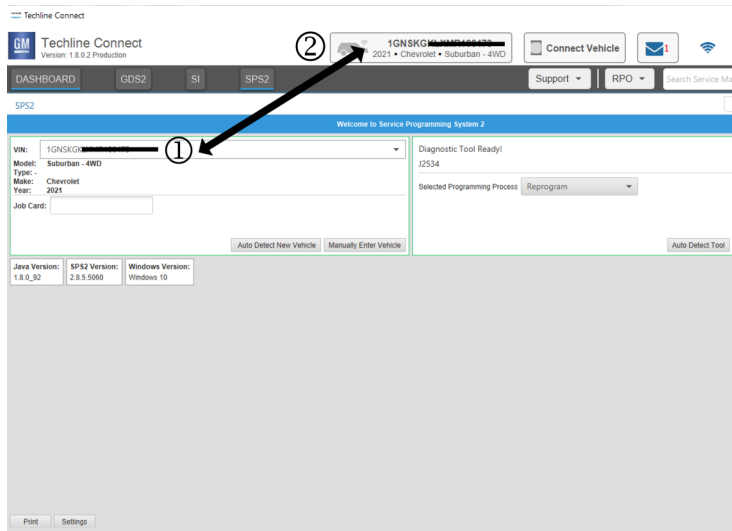 Techline Connect
GM
Techline Connect
Version: 1.8.0.2 Production
②
1GNSKG
2021 • Chevrolet • Suburban - 4WD
Connect Vehicle
1
DASHBOARD
GDS2
SI
SPS2
Support
RPO
Search Service Ma
SPS2
Welcome to Service Programming System 2
VIN:
1GNSKG
①
Model: Suburban - 4WD
Type: -
Make: Chevrolet
Year: 2021
Job Card:
Auto Detect New Vehicle
Manually Enter Vehicle
Diagnostic Tool Ready!
J2534
Selected Programming Process
Reprogram
Auto Detect Tool
Java Version:
1.8.0_92
SPS2 Version:
2.8.5.5060
Windows Version:
Windows 10
Print
Settings